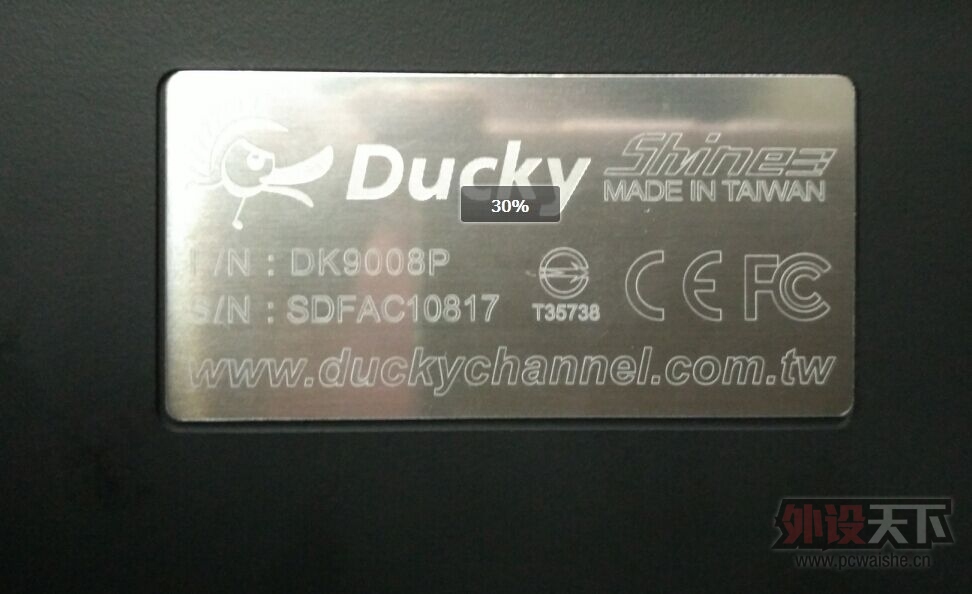 Ducky Shine 3
MADE IN TAIWAN
30%
P/N : DK9008P
S/N : SDFAC10817
T35738
CE FC
www.duckychannel.com.tw
外设天下
www.pcwaishe.cn